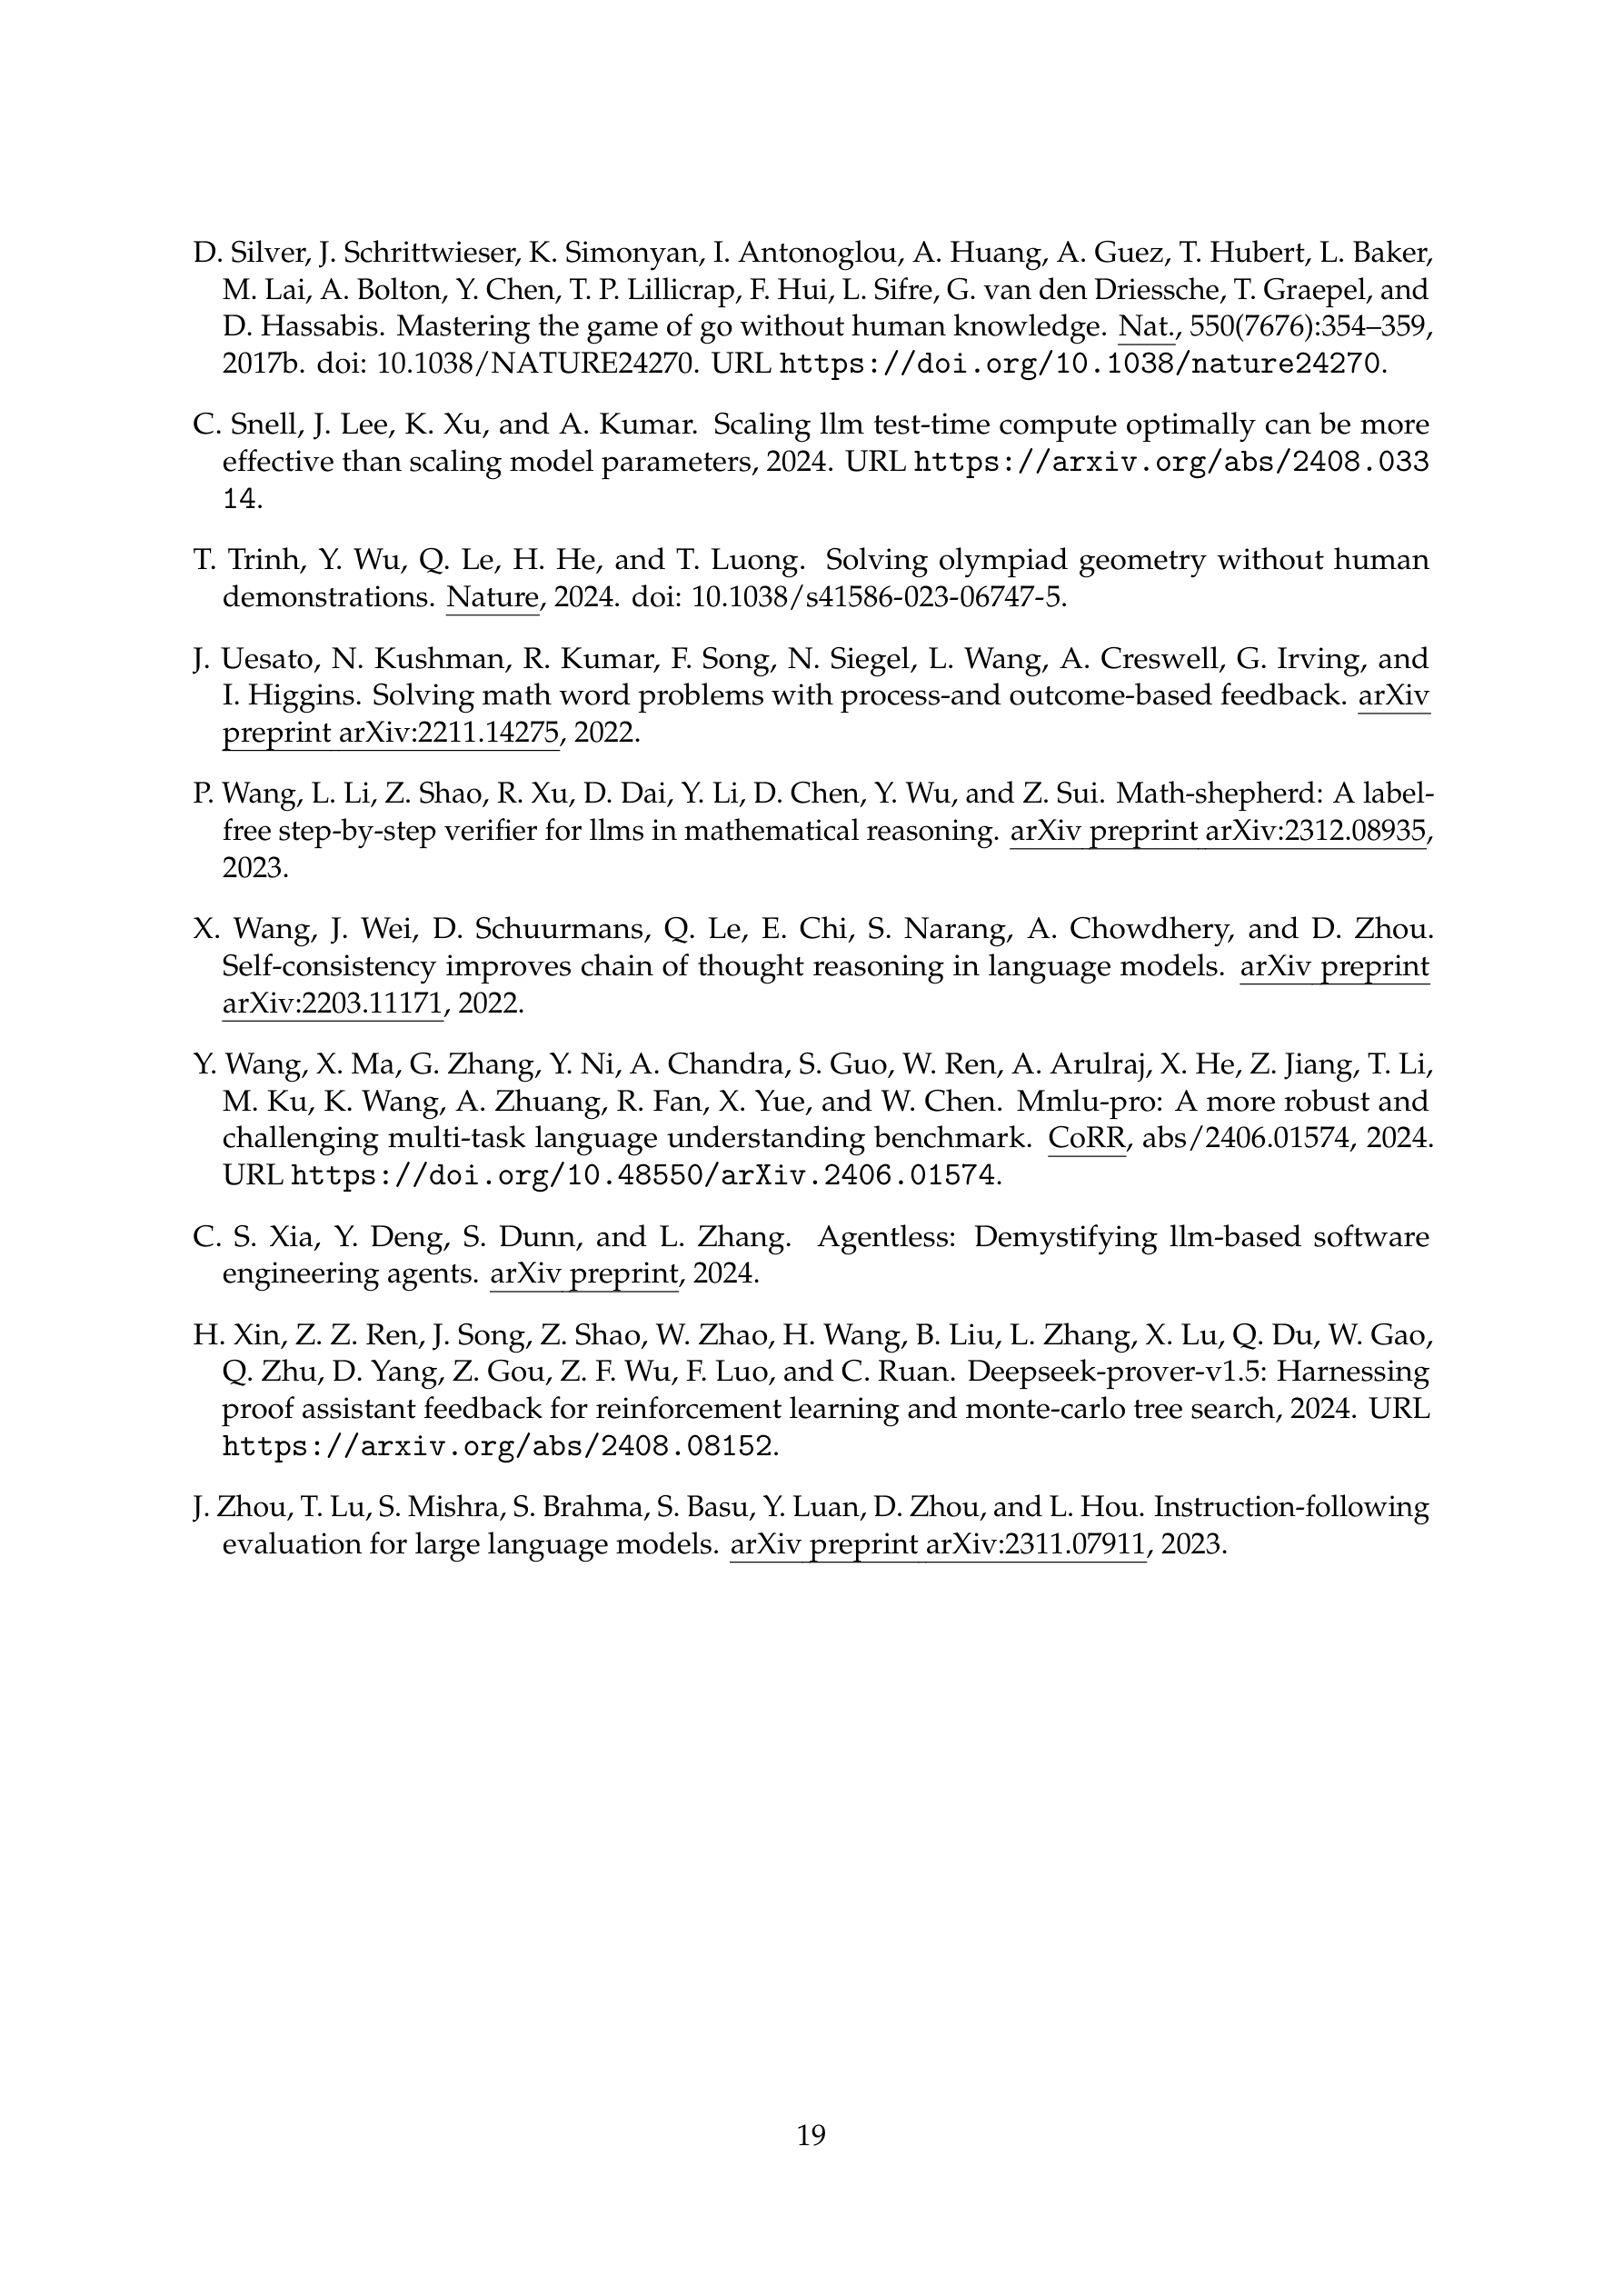 D. Silver, J. Schrittwieser, K. Simonyan, I. Antonoglou, A. Huang, A. Guez, T. Hubert, L. Baker,
M. Lai, A. Bolton, Y. Chen, T. P. Lillicrap, F. Hui, L. Sifre, G. van den Driessche, T. Graepel, and
D. Hassabis. Mastering the game of go without human knowledge. Nat., 550(7676):354–359,
2017b. doi: 10.1038/NATURE24270. URL https://doi.org/10.1038/nature24270.
C. Snell, J. Lee, K. Xu, and A. Kumar. Scaling llm test-time compute optimally can be more
effective than scaling model parameters, 2024. URL https://arxiv.org/abs/2408.033
14.
T. Trinh, Y. Wu, Q. Le, H. He, and T. Luong. Solving olympiad geometry without human
demonstrations. Nature, 2024. doi: 10.1038/s41586-023-06747-5.
J. Uesato, N. Kushman, R. Kumar, F. Song, N. Siegel, L. Wang, A. Creswell, G. Irving, and
I. Higgins. Solving math word problems with process-and outcome-based feedback. arXiv
preprint arXiv:2211.14275, 2022.
P. Wang, L. Li, Z. Shao, R. Xu, D. Dai, Y. Li, D. Chen, Y. Wu, and Z. Sui. Math-shepherd: A label-
free step-by-step verifier for llms in mathematical reasoning. arXiv preprint arXiv:2312.08935,
2023.
X. Wang, J. Wei, D. Schuurmans, Q. Le, E. Chi, S. Narang, A. Chowdhery, and D. Zhou.
Self-consistency improves chain of thought reasoning in language models. arXiv preprint
arXiv:2203.11171, 2022.
Y. Wang, X. Ma, G. Zhang, Y. Ni, A. Chandra, S. Guo, W. Ren, A. Arulraj, X. He, Z. Jiang, T. Li,
M. Ku, K. Wang, A. Zhuang, R. Fan, X. Yue, and W. Chen. Mmlu-pro: A more robust and
challenging multi-task language understanding benchmark. CoRR, abs/2406.01574, 2024.
URL https://doi.org/10.48550/arXiv.2406.01574.
C. S. Xia, Y. Deng, S. Dunn, and L. Zhang. Agentless: Demystifying llm-based software
engineering agents. arXiv preprint, 2024.
H. Xin, Z. Z. Ren, J. Song, Z. Shao, W. Zhao, H. Wang, B. Liu, L. Zhang, X. Lu, Q. Du, W. Gao,
Q. Zhu, D. Yang, Z. Gou, Z. F. Wu, F. Luo, and C. Ruan. Deepseek-prover-v1.5: Harnessing
proof assistant feedback for reinforcement learning and monte-carlo tree search, 2024. URL
https://arxiv.org/abs/2408.08152.
J. Zhou, T. Lu, S. Mishra, S. Brahma, S. Basu, Y. Luan, D. Zhou, and L. Hou. Instruction-following
evaluation for large language models. arXiv preprint arXiv:2311.07911, 2023.
19